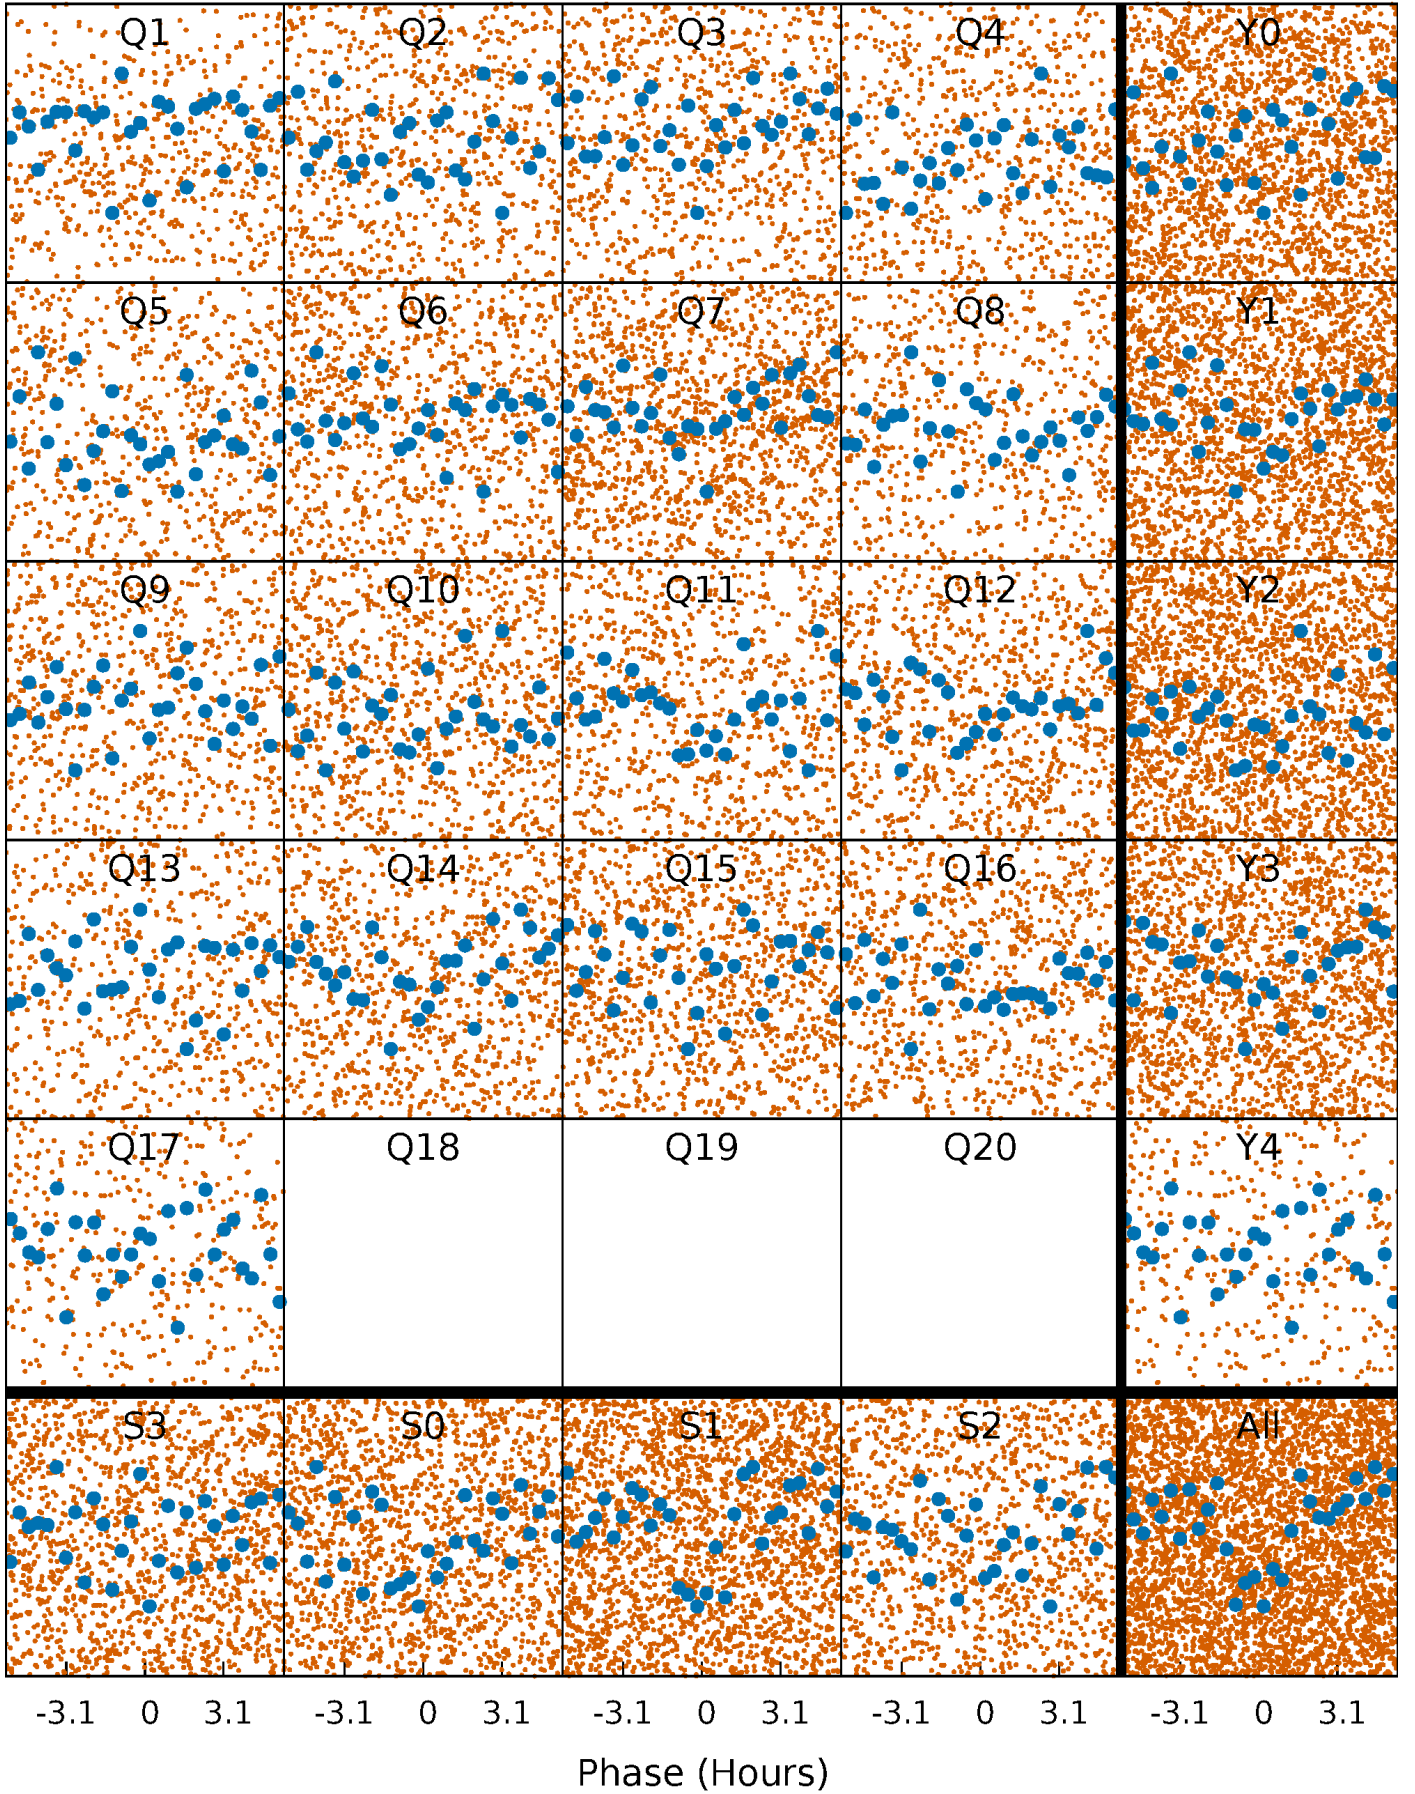 Q1 Q2 Q3 Q4 Y0
Q5 Q6 Q7 Q8 Y1
Q9 Q10 Q11 Q12 Y2
Q13 Q14 Q15 Q16 Y3
Q17 Q18 Q19 Q20 Y4
S3 S0 S1 S2 All
-3.1 0 3.1 -3.1 0 3.1 -3.1 0 3.1 -3.1 0 3.1 -3.1 0 3.1
Phase (Hours)